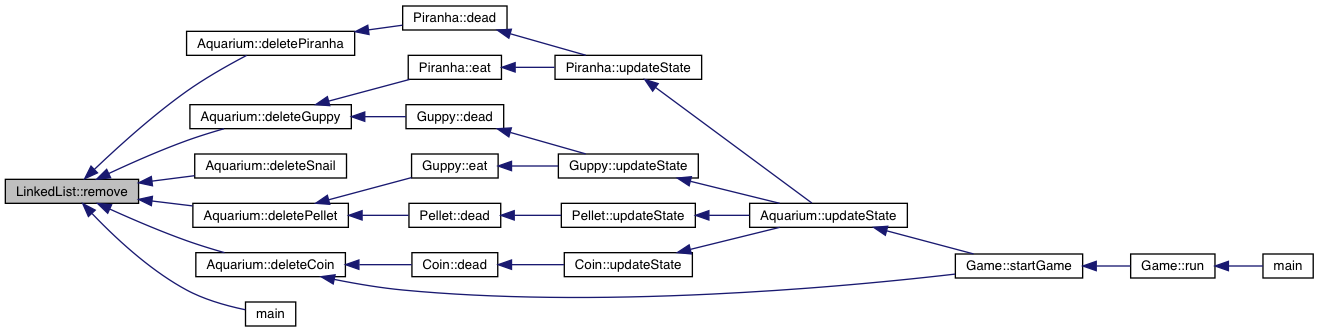 LinkedList::remove
Aquarium::deletePiranha
Piranha::dead
Piranha::updateState
Piranha::eat
Aquarium::deleteGuppy
Guppy::dead
Guppy::updateState
Aquarium::deleteSnail
Guppy::eat
Aquarium::deletePellet
Pellet::dead
Pellet::updateState
Aquarium::updateState
Aquarium::deleteCoin
Coin::dead
Coin::updateState
Game::startGame
Game::run
main
main